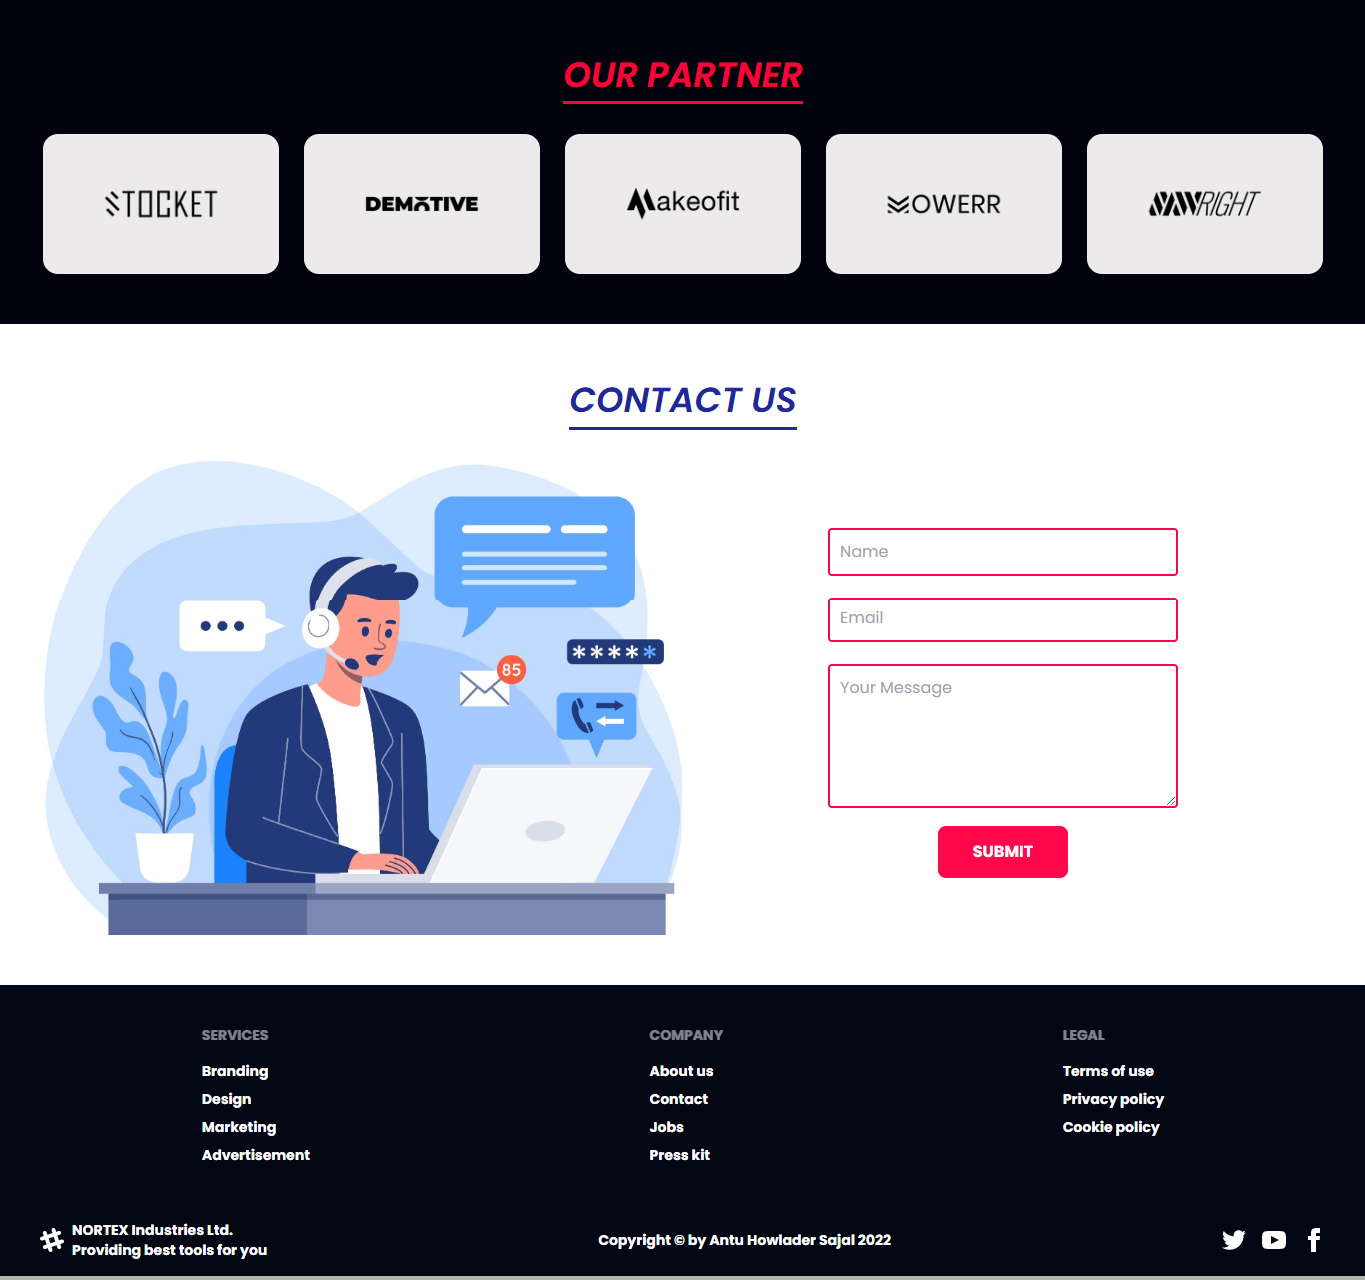 OUR PARTNER
STOCKET
DEMOTIVE
Makeofit
OWERR
SAWRIGHT
CONTACT US
85
*****
Name
Email
Your Message
SUBMIT
SERVICES
Branding
Design
Marketing
Advertisement
COMPANY
About us
Contact
Jobs
Press kit
LEGAL
Terms of use
Privacy policy
Cookie policy
NORTEX Industries Ltd.
Providing best tools for you
Copyright © by Antu Howlader Sajal 2022